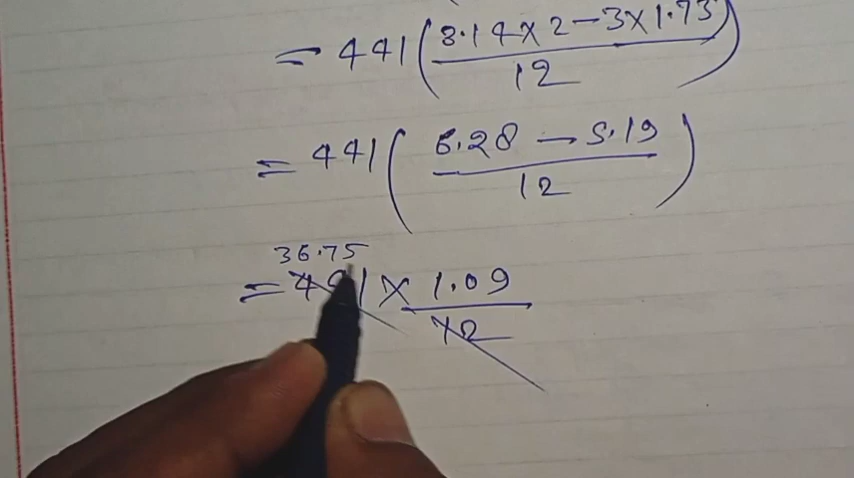 = 441 ( 3.14 × 2 − 3 × 1.73 / 12 )
= 441 ( 6.28 − 5.19 / 12 )
36.75
= 441 × 1.09 / 12